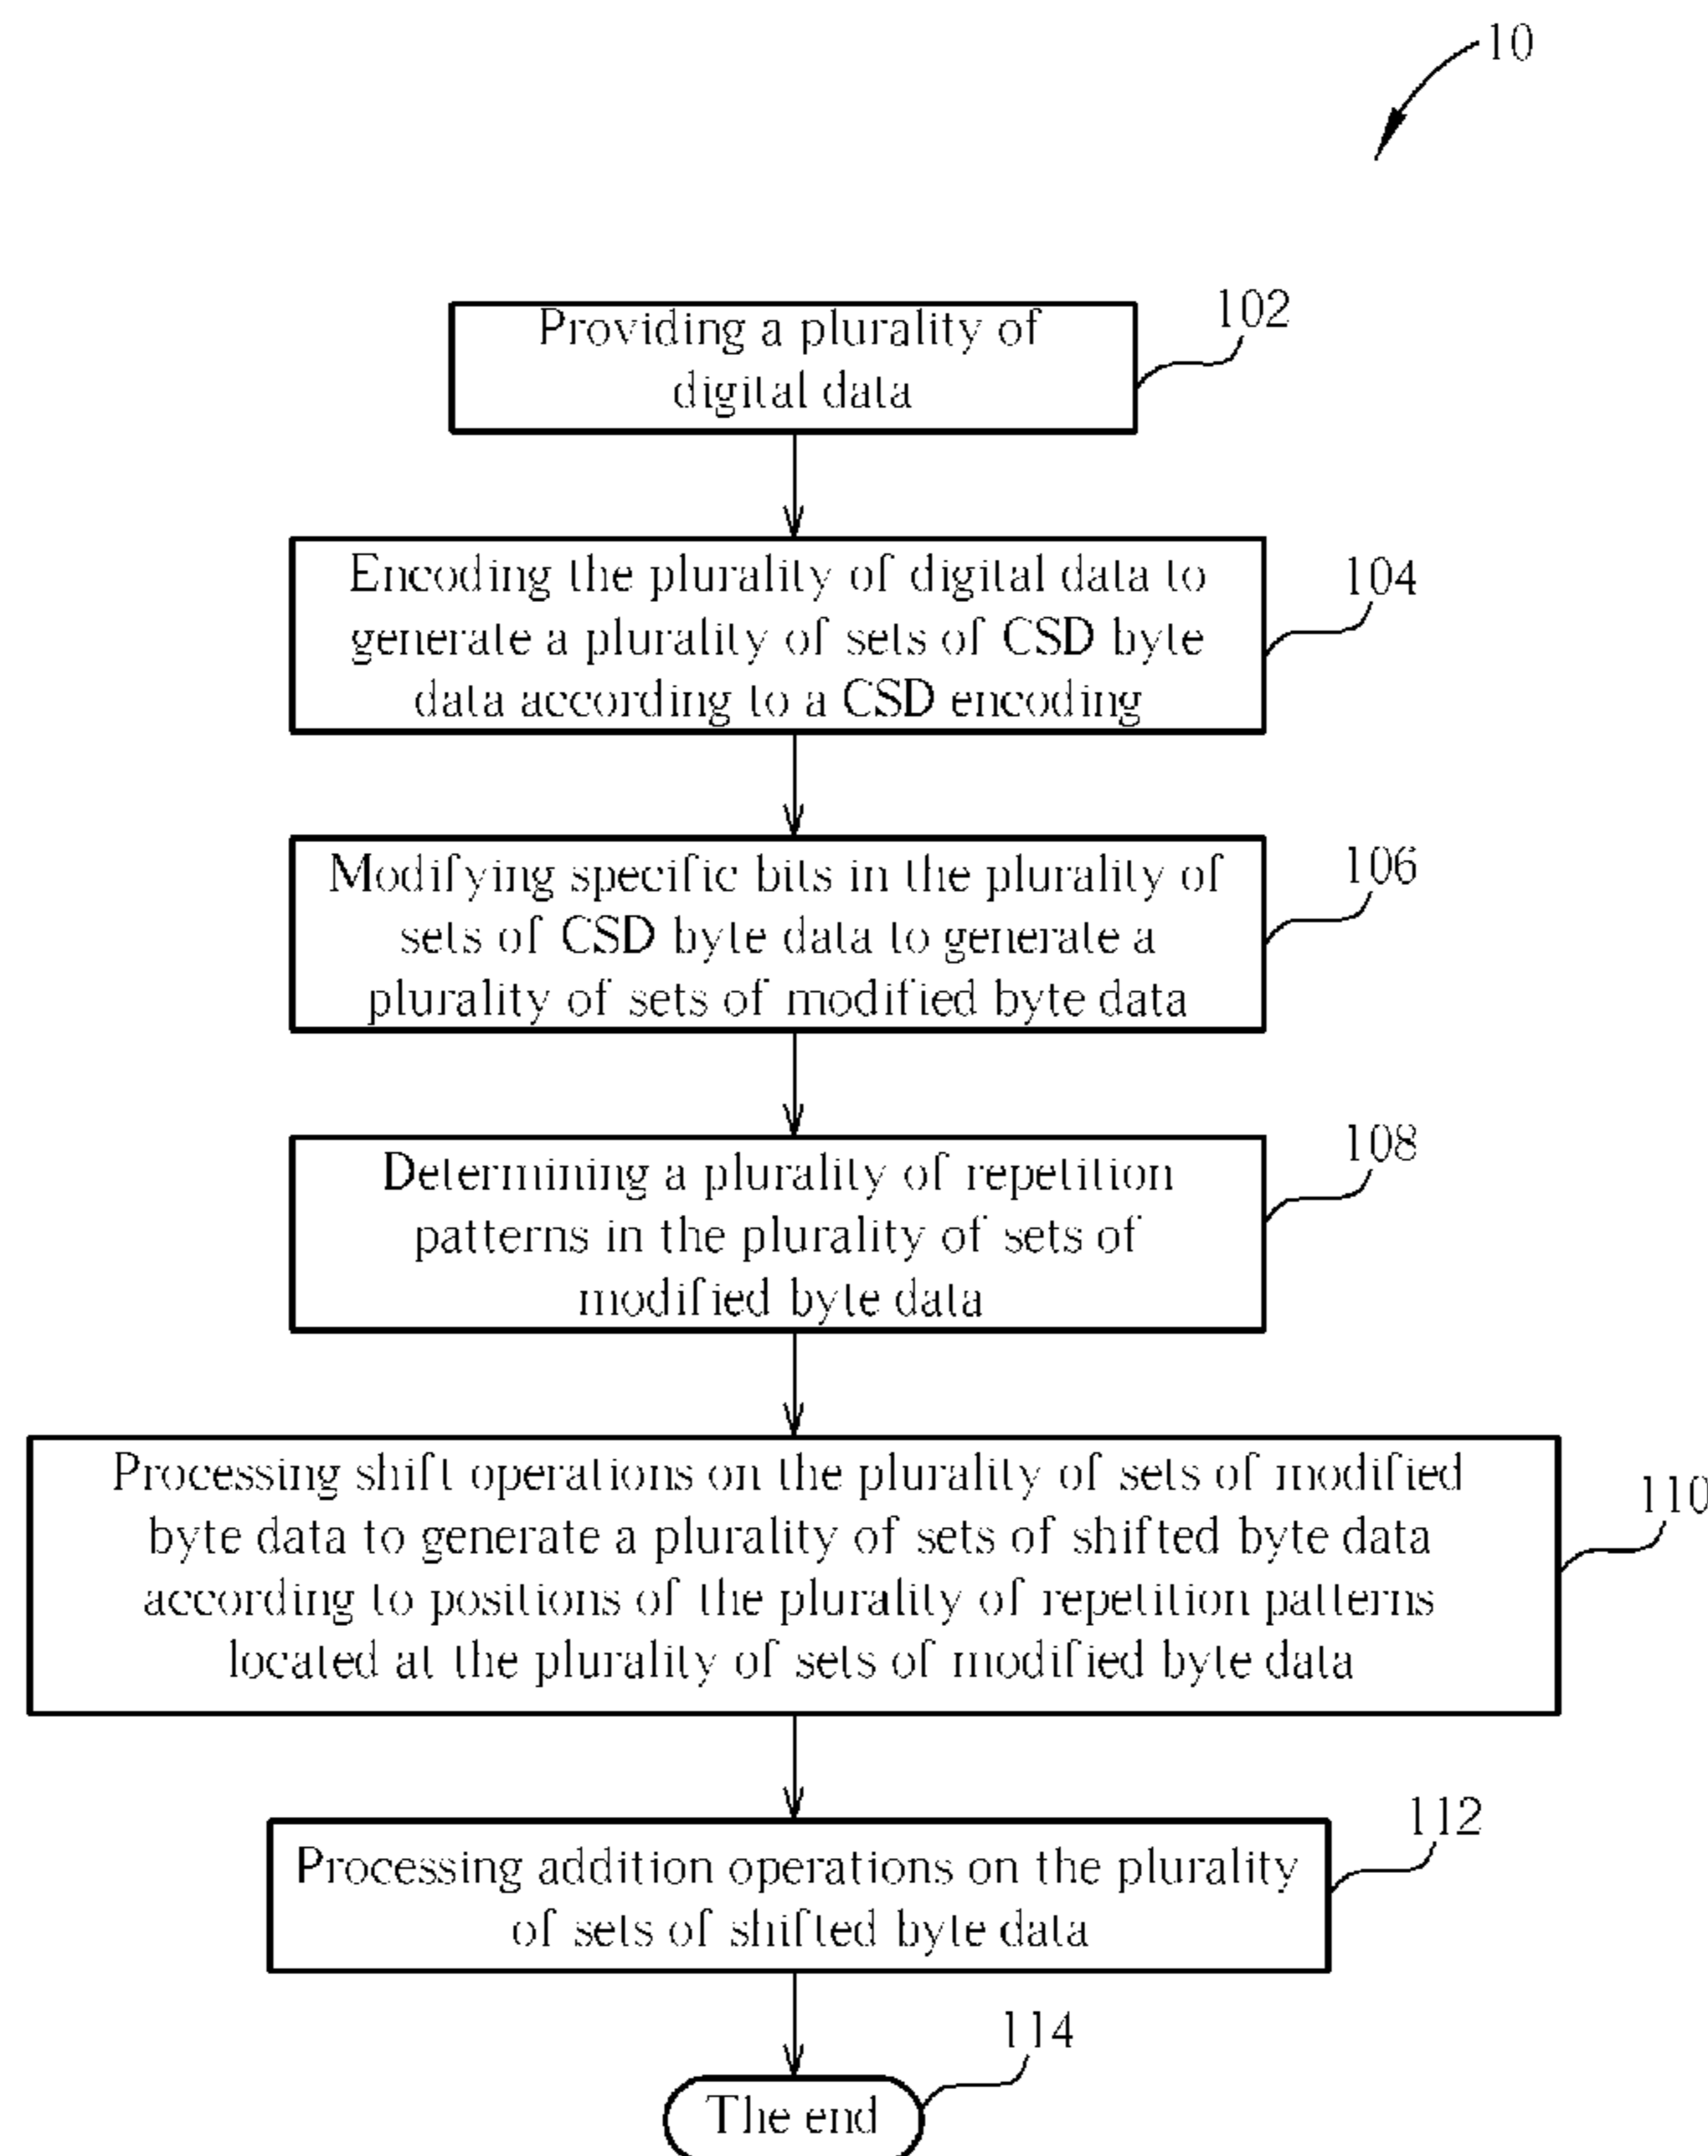 10
102
Providing a plurality of
digital data
104
Encoding the plurality of digital data to
generate a plurality of sets of CSD byte
data according to a CSD encoding
106
Modifying specific bits in the plurality of
sets of CSD byte data to generate a
plurality of sets of modified byte data
108
Determining a plurality of repetition
patterns in the plurality of sets of
modified byte data
110
Processing shift operations on the plurality of sets of modified
byte data to generate a plurality of sets of shifted byte data
according to positions of the plurality of repetition patterns
located at the plurality of sets of modified byte data
112
Processing addition operations on the plurality
of sets of shifted byte data
114
The end